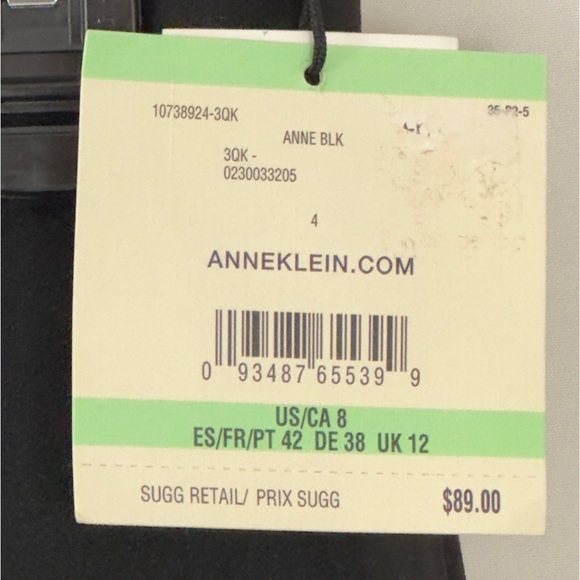 10738924-3QK
35-P2-5
ANNE BLK
3QK -
0230033205
4
ANNEKLEIN.COM
0 93487 65539 9
US/CA 8
ES/FR/PT 42 DE 38 UK 12
SUGG RETAIL/ PRIX SUGG $89.00